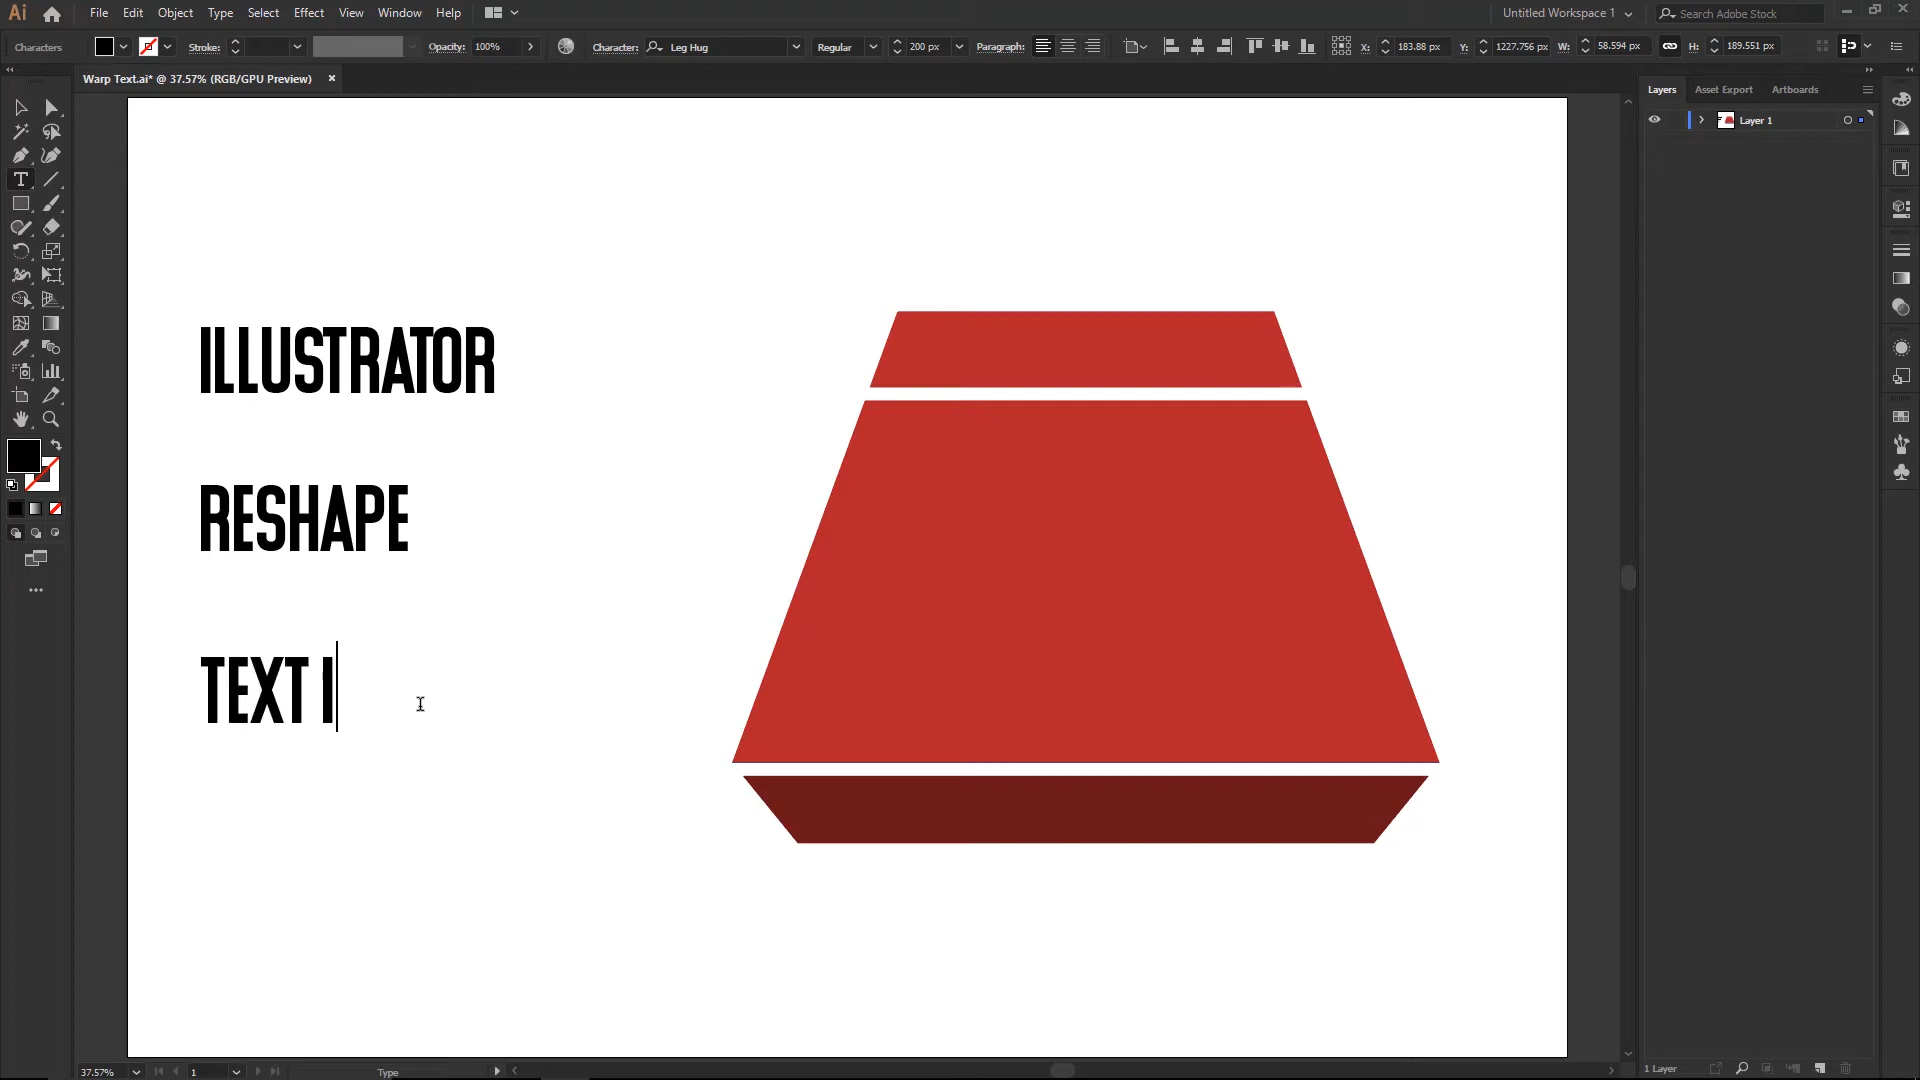 Ai File Edit Object Type Select Effect View Window Help Untitled Workspace 1 Search Adobe Stock
Characters Stroke: Opacity: 100% Character: Leg Hug Regular 200 px Paragraph: X: 183.88 px Y: 1227.756 px W: 58.594 px H: 189.551 px
Warp Text.ai* @ 37.57% (RGB/GPU Preview)
Layers Asset Export Artboards
Layer 1
ILLUSTRATOR
RESHAPE
TEXT I
37.57% 1 Type
1 Layer